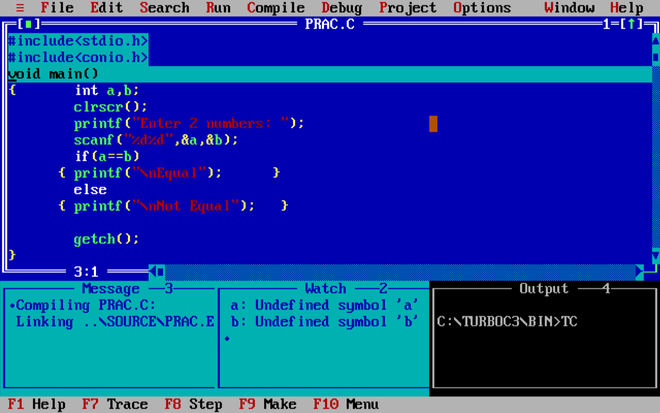 ≡ File Edit Search Run Compile Debug Project Options Window Help
[■] PRAC.C 1=[↑]
#include<stdio.h>
#include<conio.h>
void main()
{ int a,b;
clrscr();
printf("Enter 2 numbers: ");
scanf("%d%d",&a,&b);
if(a==b)
{ printf("\nEqual"); }
else
{ printf("\nNot Equal"); }
getch();
}
3:1
Message 3
•Compiling PRAC.C:
Linking ..\SOURCE\PRAC.E
Watch 2
a: Undefined symbol 'a'
b: Undefined symbol 'b'
Output 4
C:\TURBOC3\BIN>TC
F1 Help F7 Trace F8 Step F9 Make F10 Menu